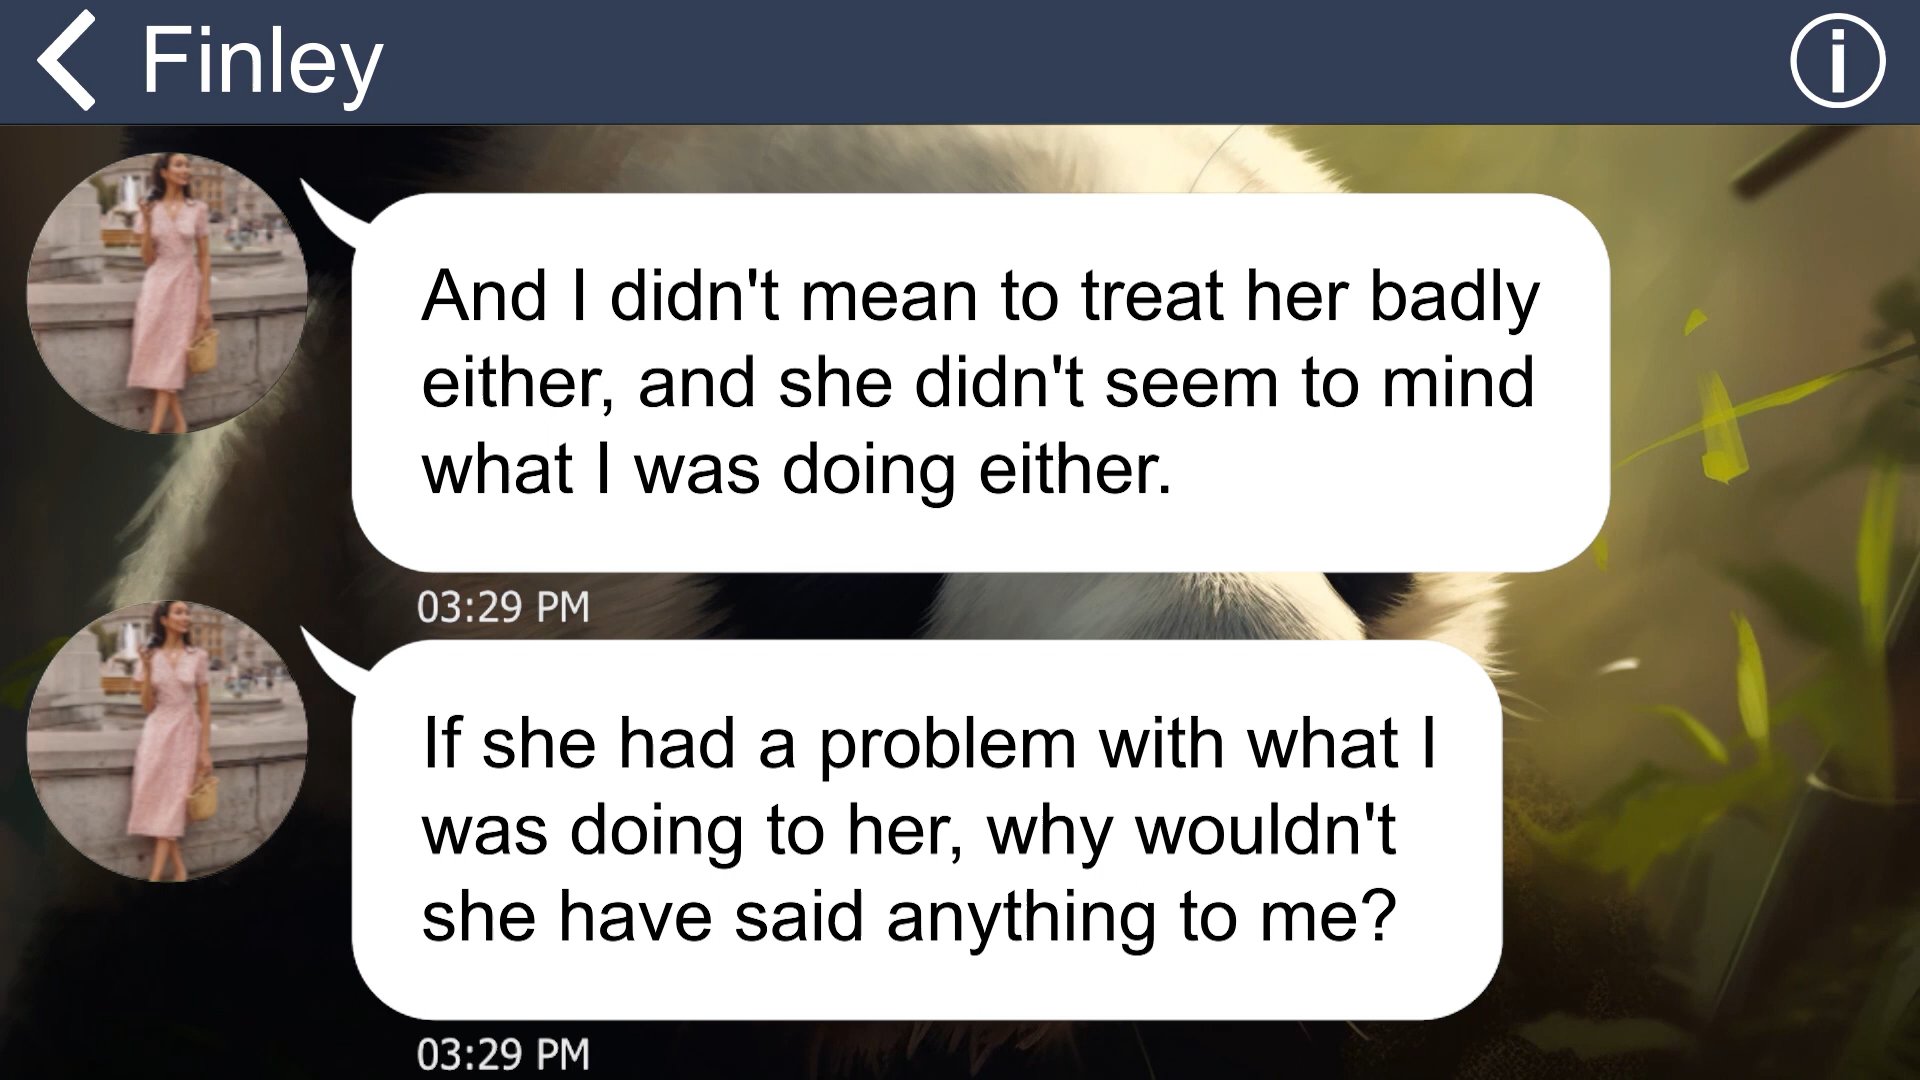 Finley
And I didn't mean to treat her badly
either, and she didn't seem to mind
what I was doing either.
03:29 PM
If she had a problem with what I
was doing to her, why wouldn't
she have said anything to me?
03:29 PM